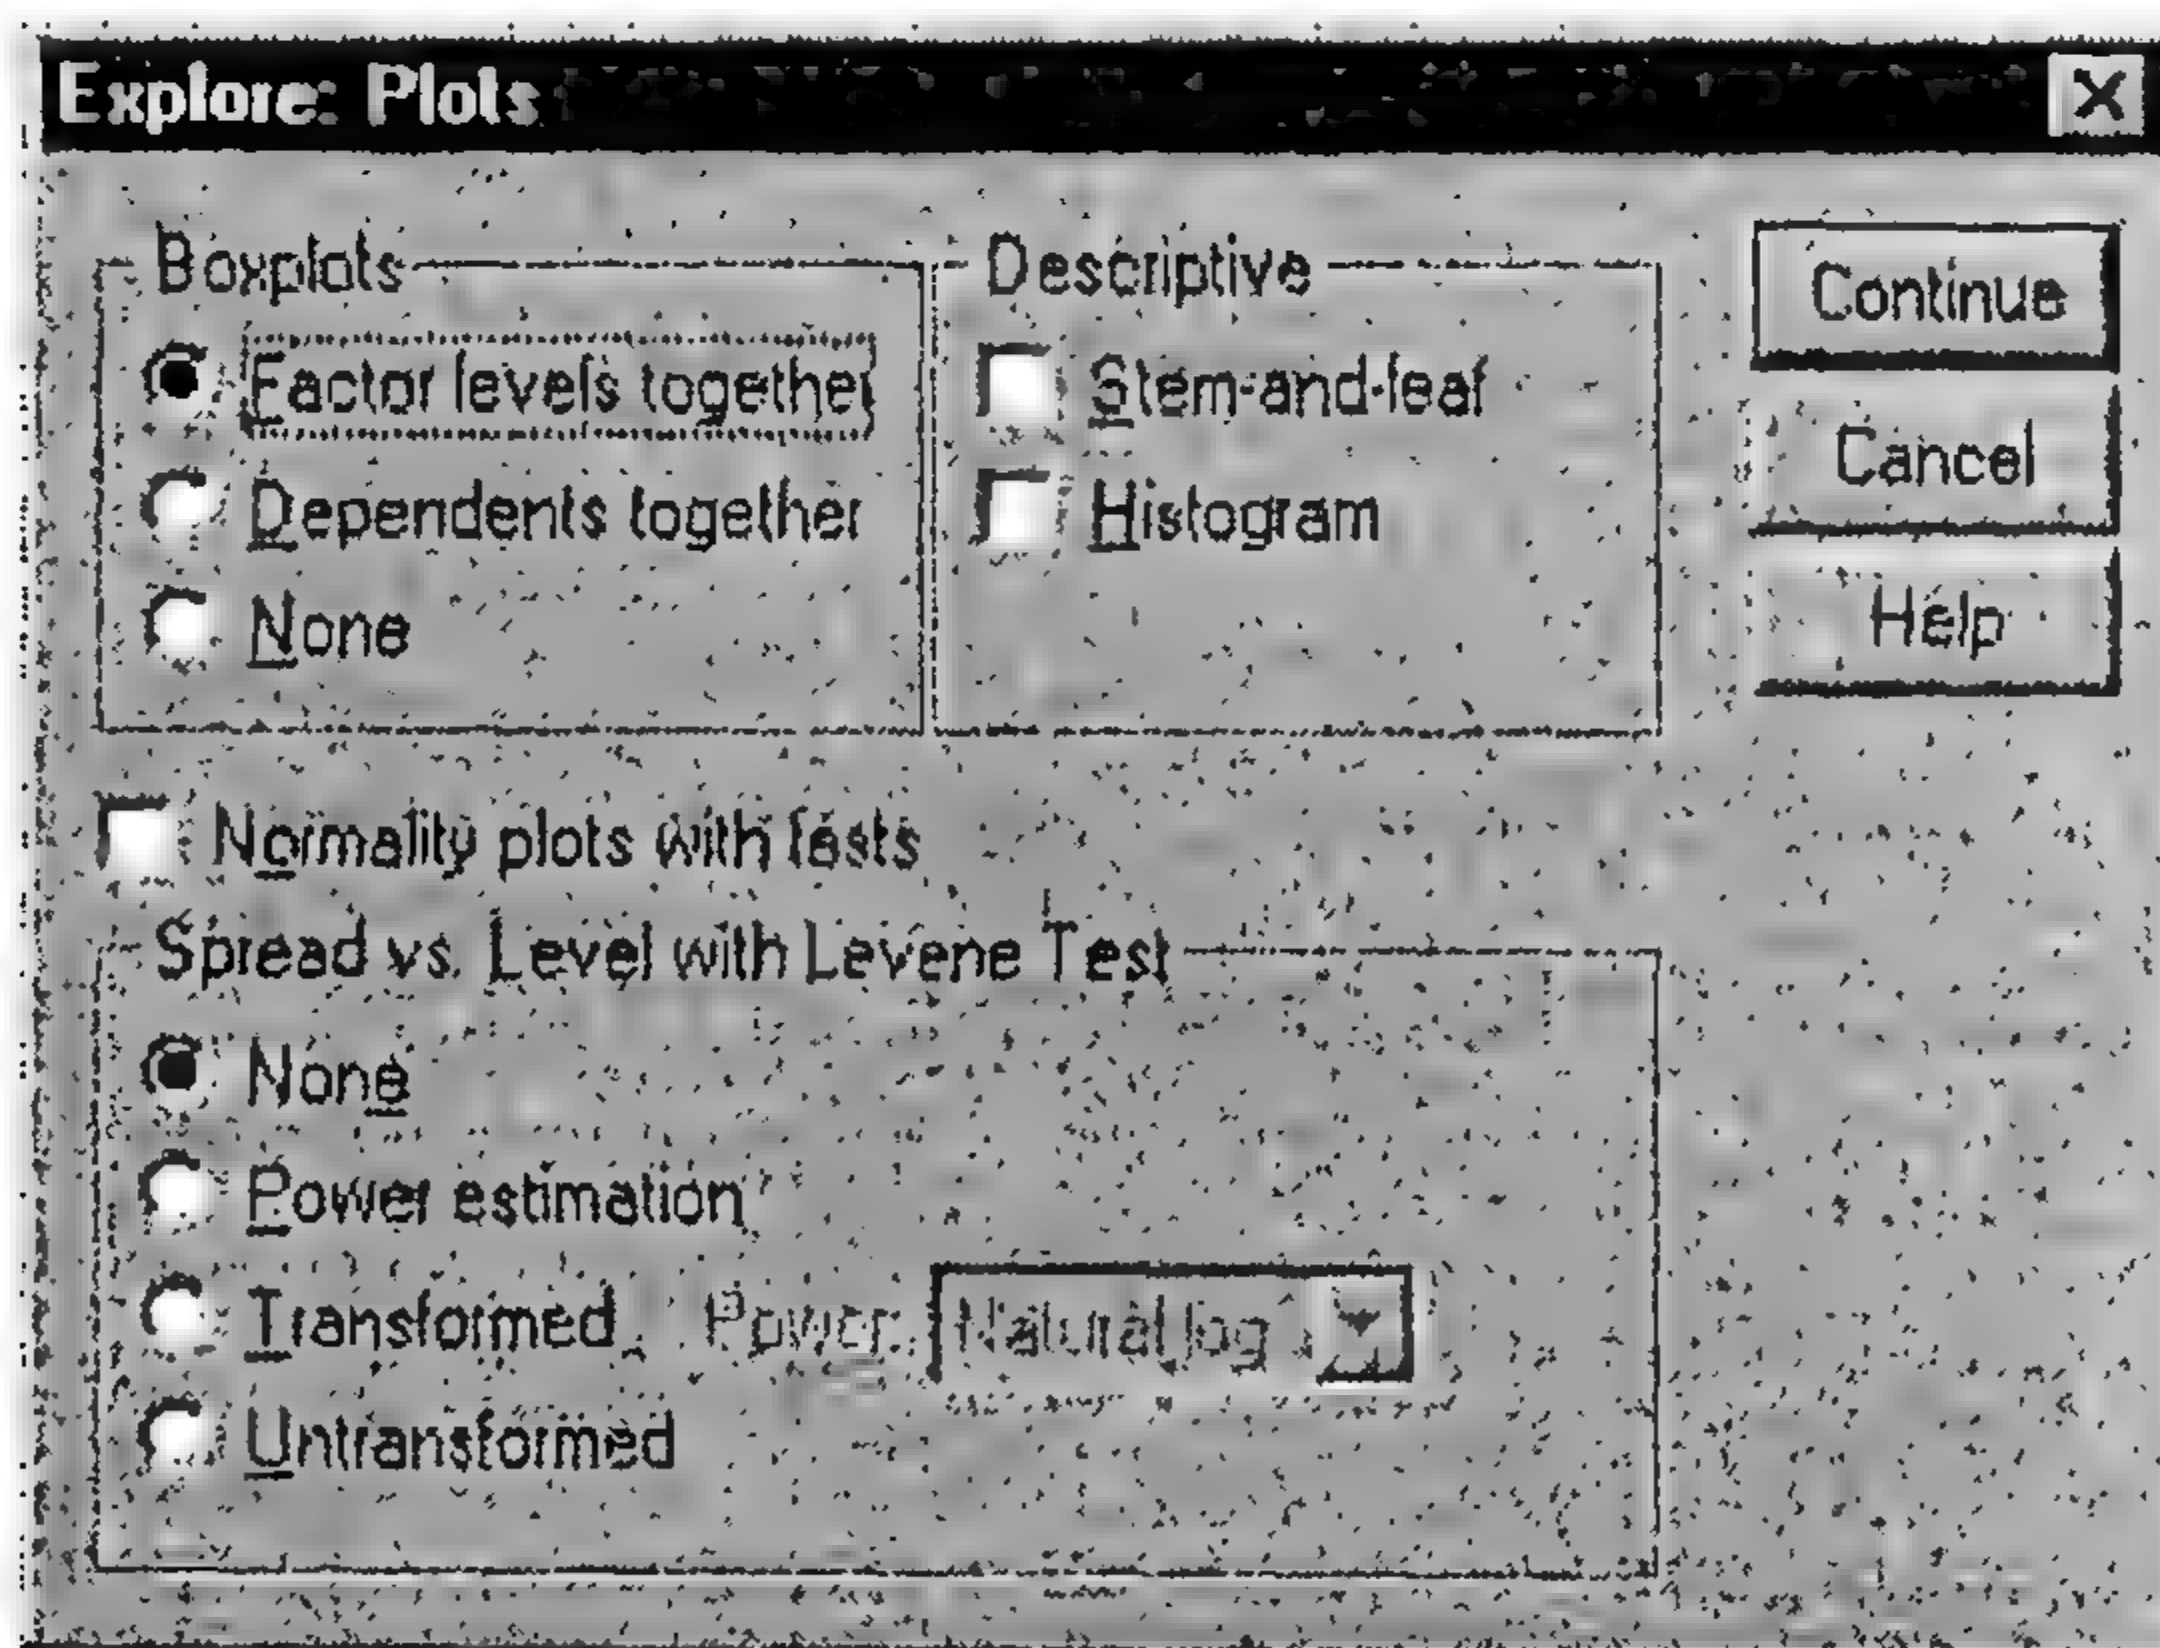 Explore: Plots
Boxplots
Factor levels together
Dependents together
None
Descriptive
Stem-and-leaf
Histogram
Continue
Cancel
Help
Normality plots with tests
Spread vs. Level with Levene Test
None
Power estimation
Transformed Power: Natural log
Untransformed